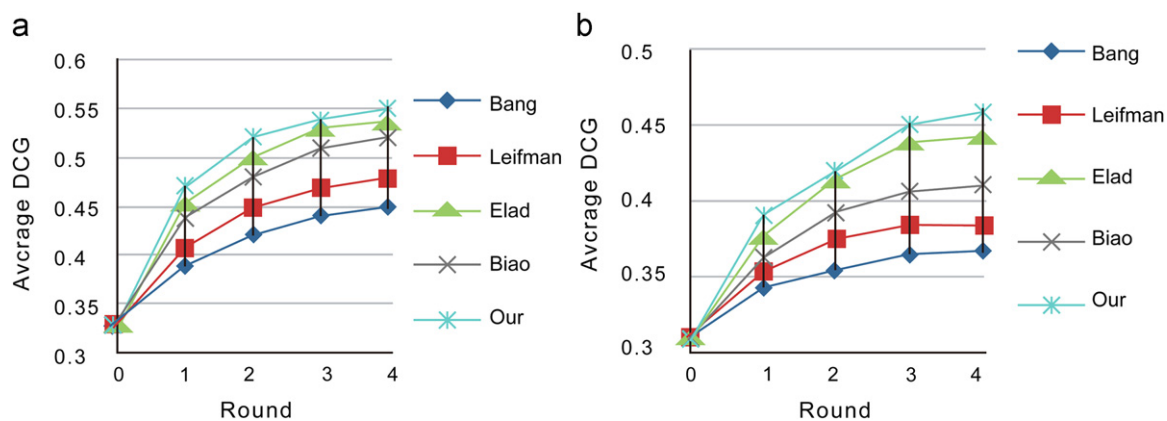 a
0.6
0.55
0.5
0.45
0.4
0.35
0.3
Avcrage DCG
0 1 2 3 4
Round
Bang
Leifman
Elad
Biao
Our
b
0.5
0.45
0.4
0.35
0.3
Avcrage DCG
0 1 2 3 4
Round
Bang
Leifman
Elad
Biao
Our